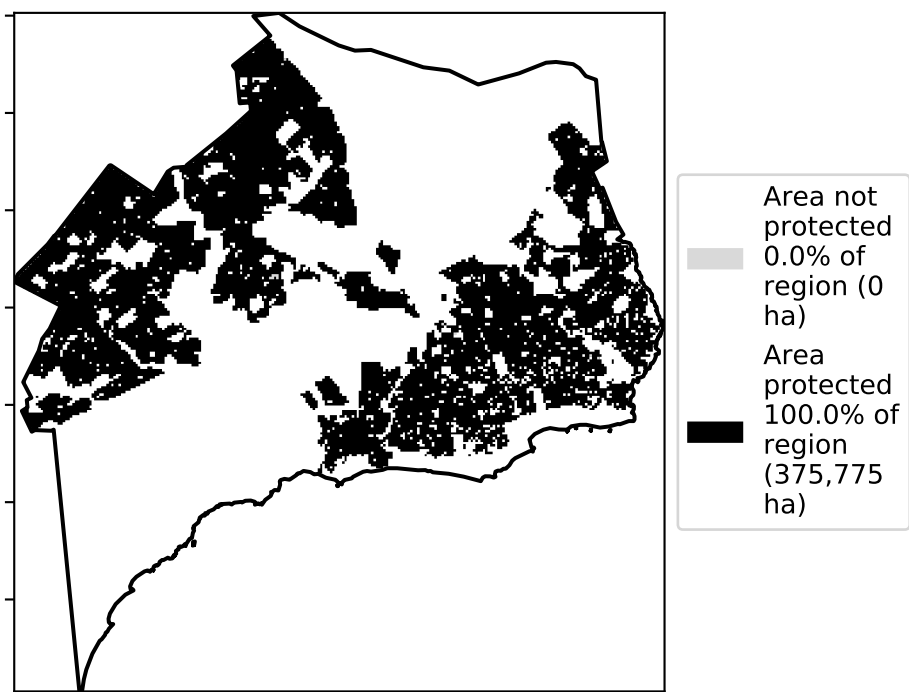 Area not
protected
0.0% of
region (0
ha)
Area
protected
100.0% of
region
(375,775
ha)